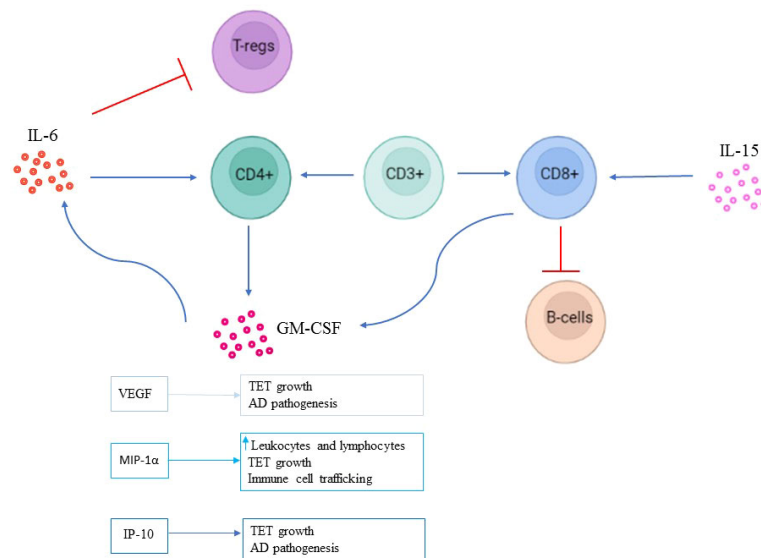 T-regs
IL-6
IL-15
CD4+
CD3+
CD8+
GM-CSF
B-cells
VEGF
TET growth
AD pathogenesis
MIP-1α
Leukocytes and lymphocytes
TET growth
Immune cell trafficking
IP-10
TET growth
AD pathogenesis